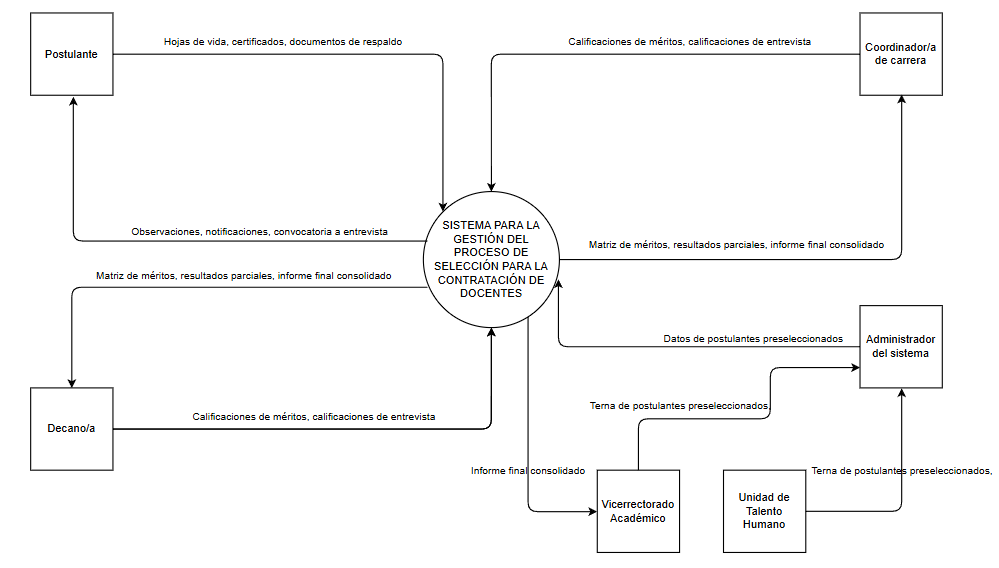 Postulante
Hojas de vida, certificados, documentos de respaldo
Calificaciones de méritos, calificaciones de entrevista
Coordinador/a
de carrera
Observaciones, notificaciones, convocatoria a entrevista
SISTEMA PARA LA
GESTIÓN DEL
PROCESO DE
SELECCIÓN PARA LA
CONTRATACIÓN DE
DOCENTES
Matriz de méritos, resultados parciales, informe final consolidado
Matriz de méritos, resultados parciales, informe final consolidado
Datos de postulantes preseleccionados
Administrador
del sistema
Decano/a
Calificaciones de méritos, calificaciones de entrevista
Terna de postulantes preseleccionados,
Informe final consolidado
Terna de postulantes preseleccionados,
Vicerrectorado
Académico
Unidad de
Talento
Humano